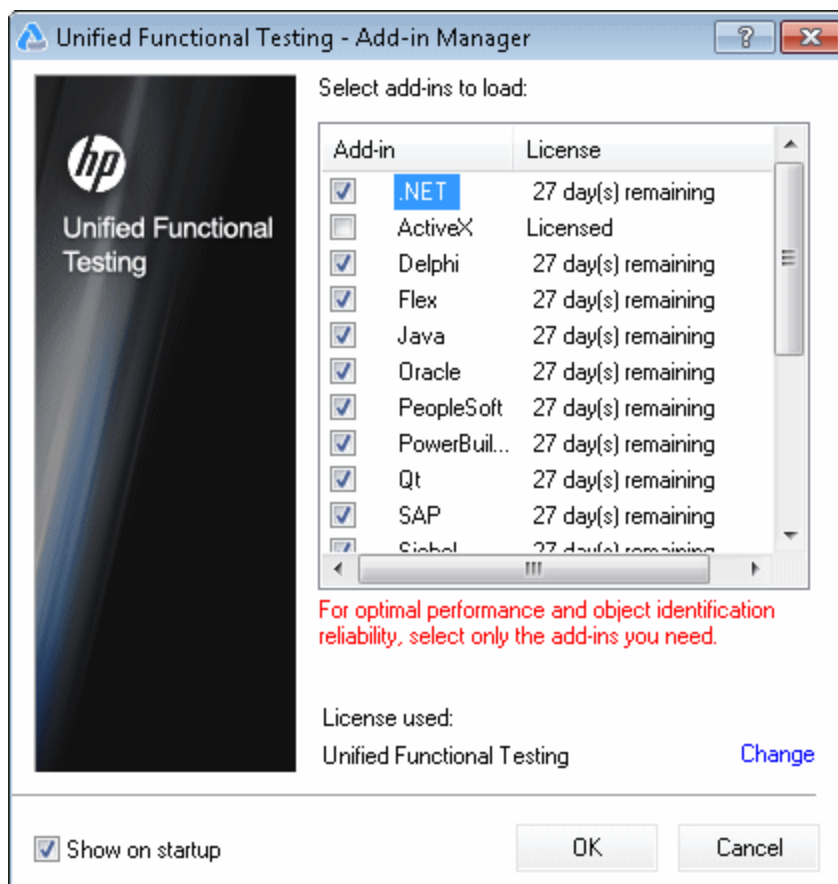 Unified Functional Testing - Add-in Manager
?
Select add-ins to load:
hp
Unified Functional
Testing
Add-in License
.NET 27 day(s) remaining
ActiveX Licensed
Delphi 27 day(s) remaining
Flex 27 day(s) remaining
Java 27 day(s) remaining
Oracle 27 day(s) remaining
PeopleSoft 27 day(s) remaining
PowerBuil... 27 day(s) remaining
Qt 27 day(s) remaining
SAP 27 day(s) remaining
Siebel 27 day(s) remaining
For optimal performance and object identification
reliability, select only the add-ins you need.
License used:
Unified Functional Testing Change
Show on startup OK Cancel